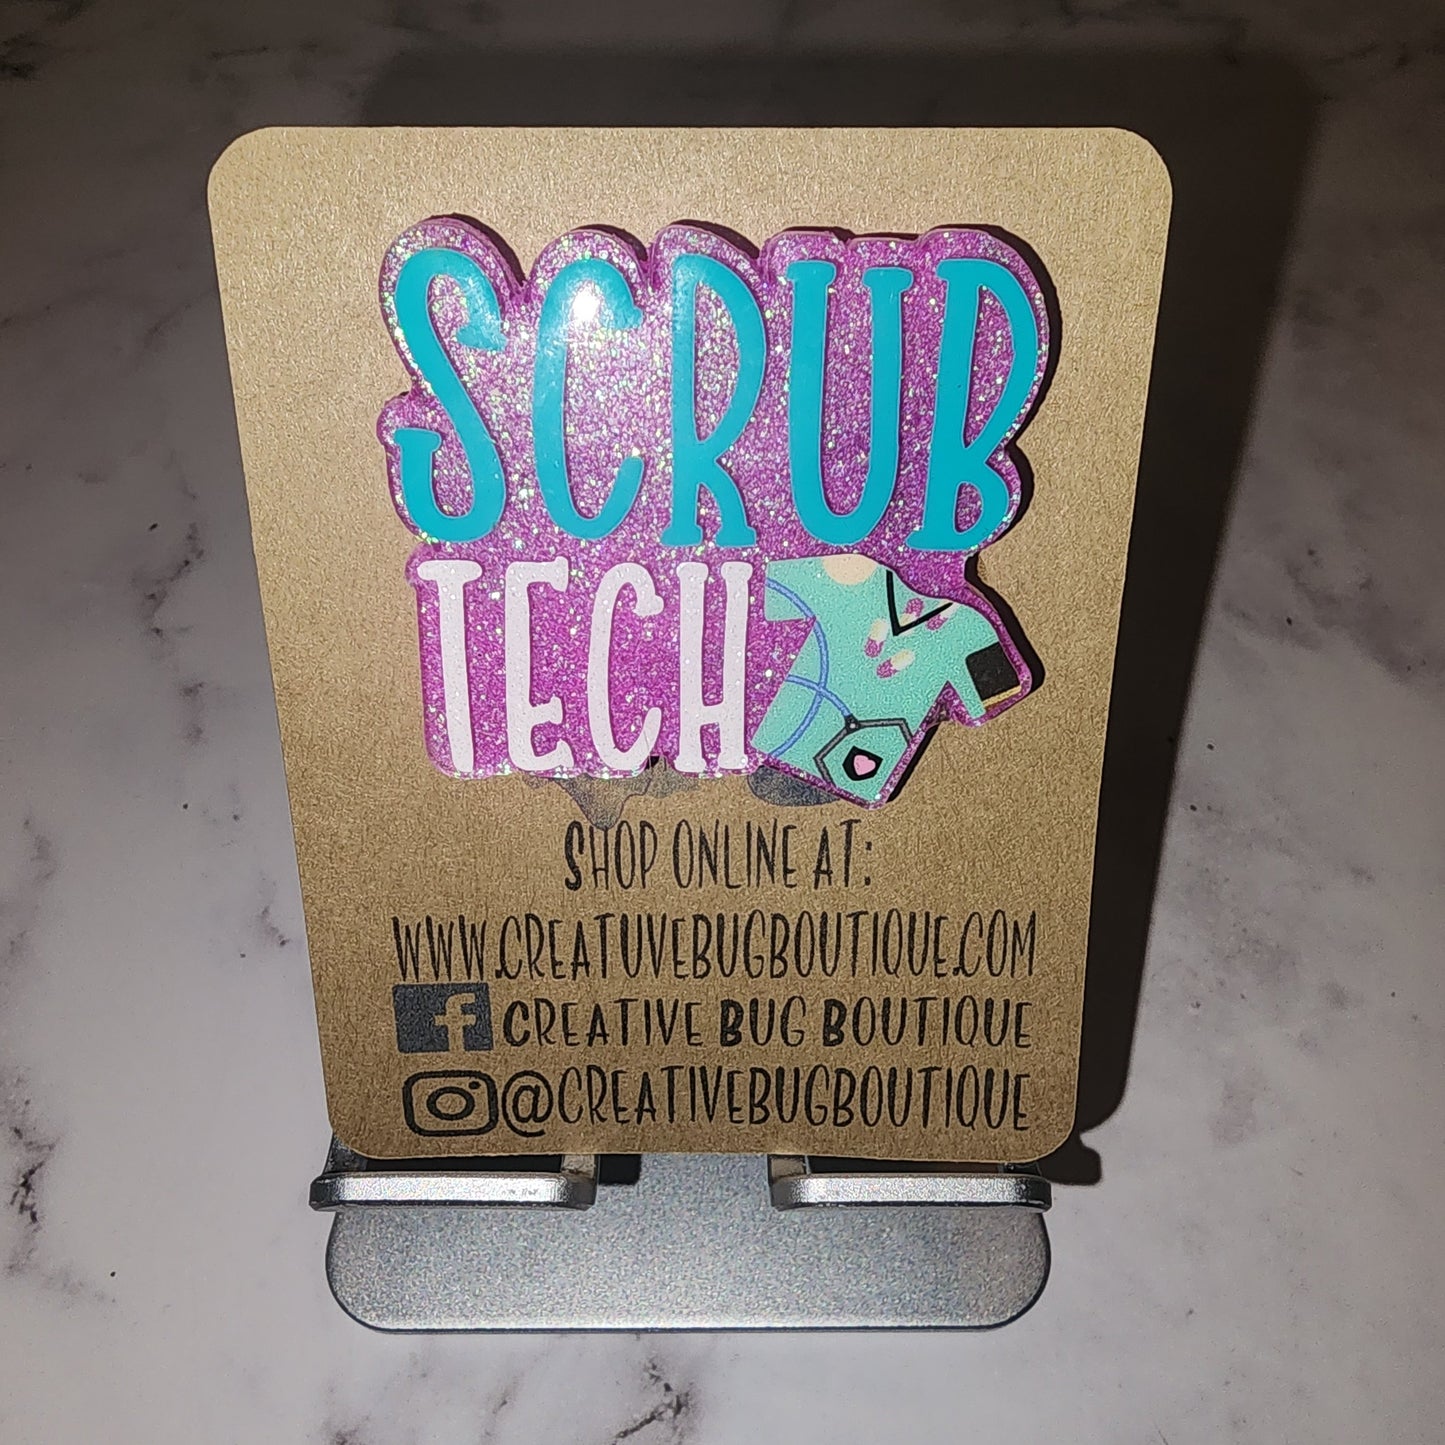 SCRUB
TECH
SHOP ONLINE AT:
WWW.CREATUVEBUGBOUTIQUE.COM
f CREATIVE BUG BOUTIQUE
@CREATIVEBUGBOUTIQUE